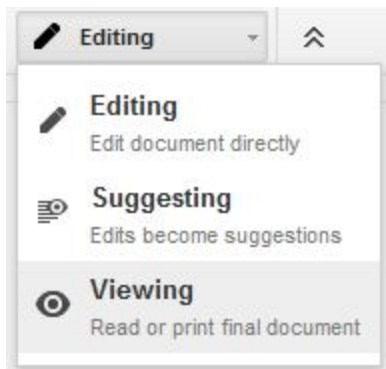 Editing
Editing
Edit document directly
Suggesting
Edits become suggestions
Viewing
Read or print final document